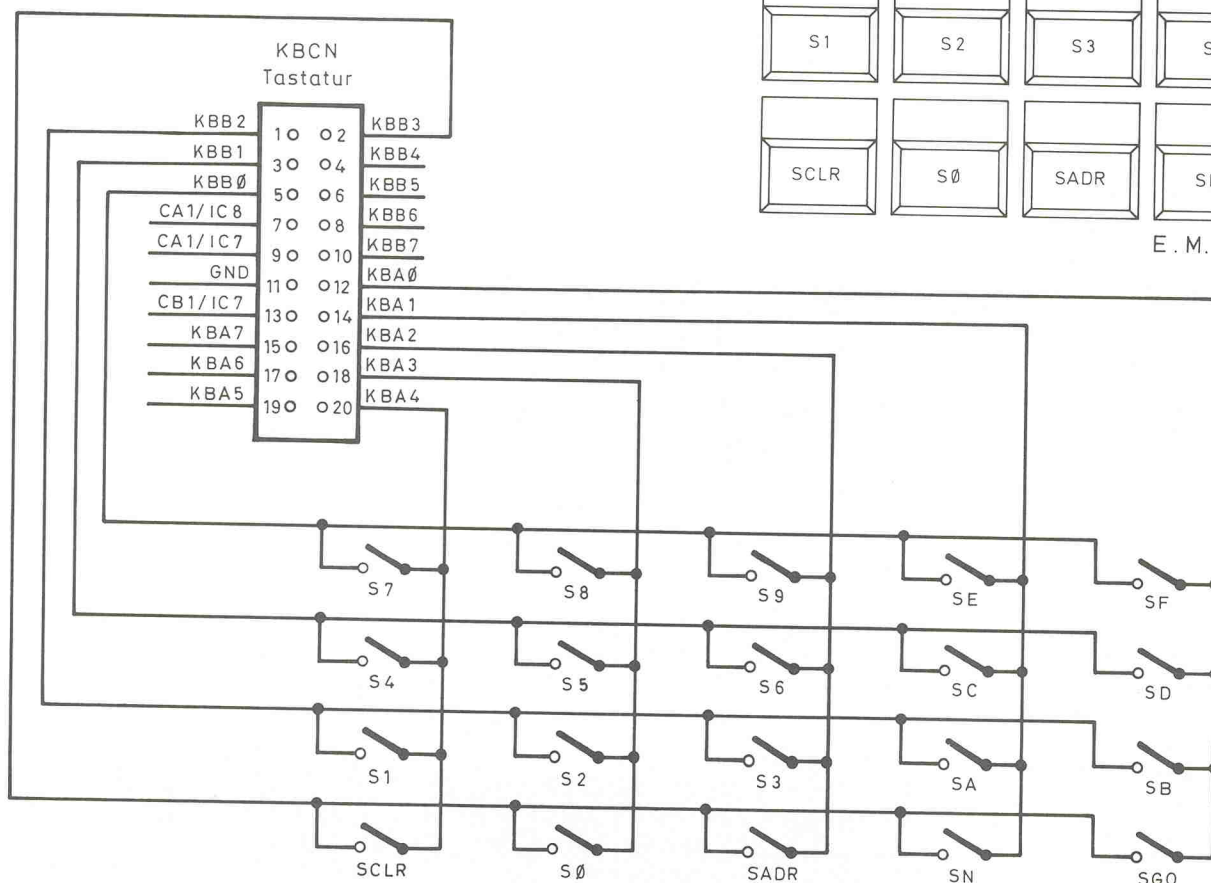 KBCN
Tastatur
KBB2 1 2 KBB3
KBB1 3 4 KBB4
KBBØ 5 6 KBB5
CA1/IC8 7 8 KBB6
CA1/IC7 9 10 KBB7
GND 11 12 KBAØ
CB1/IC7 13 14 KBA1
KBA7 15 16 KBA2
KBA6 17 18 KBA3
KBA5 19 20 KBA4
S1 S2 S3
SCLR SØ SADR
E.M.
S7 S8 S9 SE SF
S4 S5 S6 SC SD
S1 S2 S3 SA SB
SCLR SØ SADR SN SGO